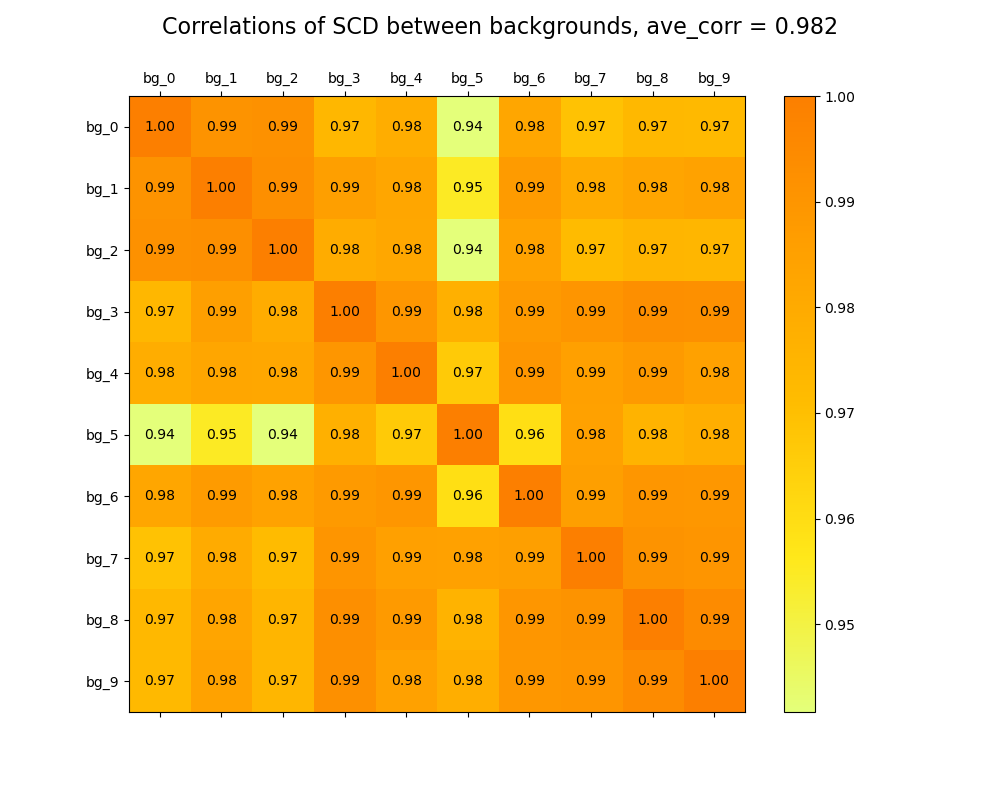 Correlations of SCD between backgrounds, ave_corr = 0.982
bg_0 bg_1 bg_2 bg_3 bg_4 bg_5 bg_6 bg_7 bg_8 bg_9
bg_0 1.00 0.99 0.99 0.97 0.98 0.94 0.98 0.97 0.97 0.97
bg_1 0.99 1.00 0.99 0.99 0.98 0.95 0.99 0.98 0.98 0.98
bg_2 0.99 0.99 1.00 0.98 0.98 0.94 0.98 0.97 0.97 0.97
bg_3 0.97 0.99 0.98 1.00 0.99 0.98 0.99 0.99 0.99 0.99
bg_4 0.98 0.98 0.98 0.99 1.00 0.97 0.99 0.99 0.99 0.98
bg_5 0.94 0.95 0.94 0.98 0.97 1.00 0.96 0.98 0.98 0.98
bg_6 0.98 0.99 0.98 0.99 0.99 0.96 1.00 0.99 0.99 0.99
bg_7 0.97 0.98 0.97 0.99 0.99 0.98 0.99 1.00 0.99 0.99
bg_8 0.97 0.98 0.97 0.99 0.99 0.98 0.99 0.99 1.00 0.99
bg_9 0.97 0.98 0.97 0.99 0.98 0.98 0.99 0.99 0.99 1.00
1.00
0.99
0.98
0.97
0.96
0.95